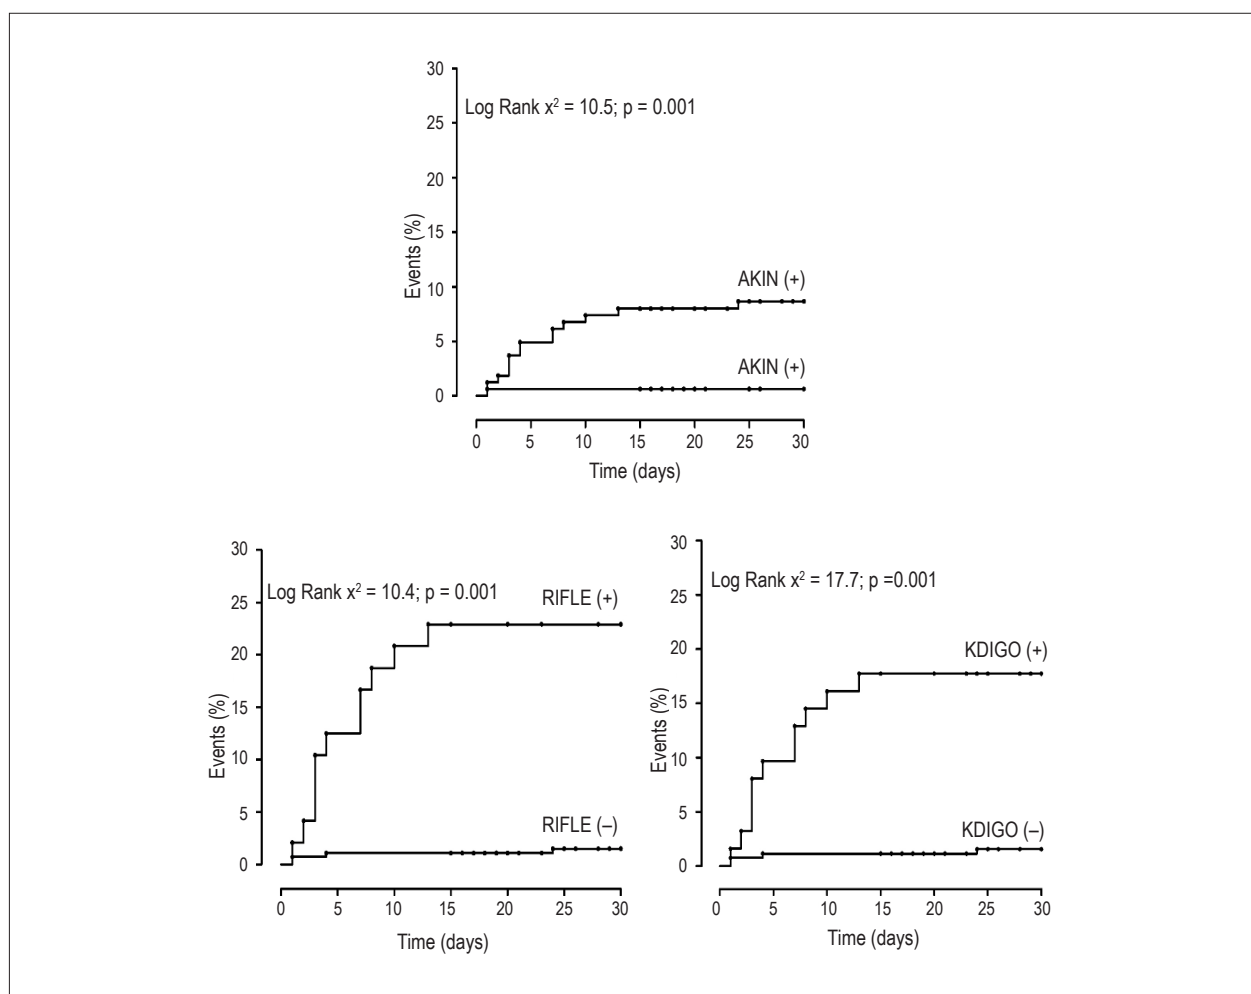 30
Log Rank x² = 10.5; p = 0.001
25
20
15
10
5
0
Events (%)
AKIN (+)
AKIN (+)
0 5 10 15 20 25 30
Time (days)
30
Log Rank x² = 10.4; p = 0.001
25
20
15
10
5
0
Events (%)
RIFLE (+)
RIFLE (–)
0 5 10 15 20 25 30
Time (days)
30
Log Rank x² = 17.7; p =0.001
25
20
15
10
5
0
Events (%)
KDIGO (+)
KDIGO (–)
0 5 10 15 20 25 30
Time (days)